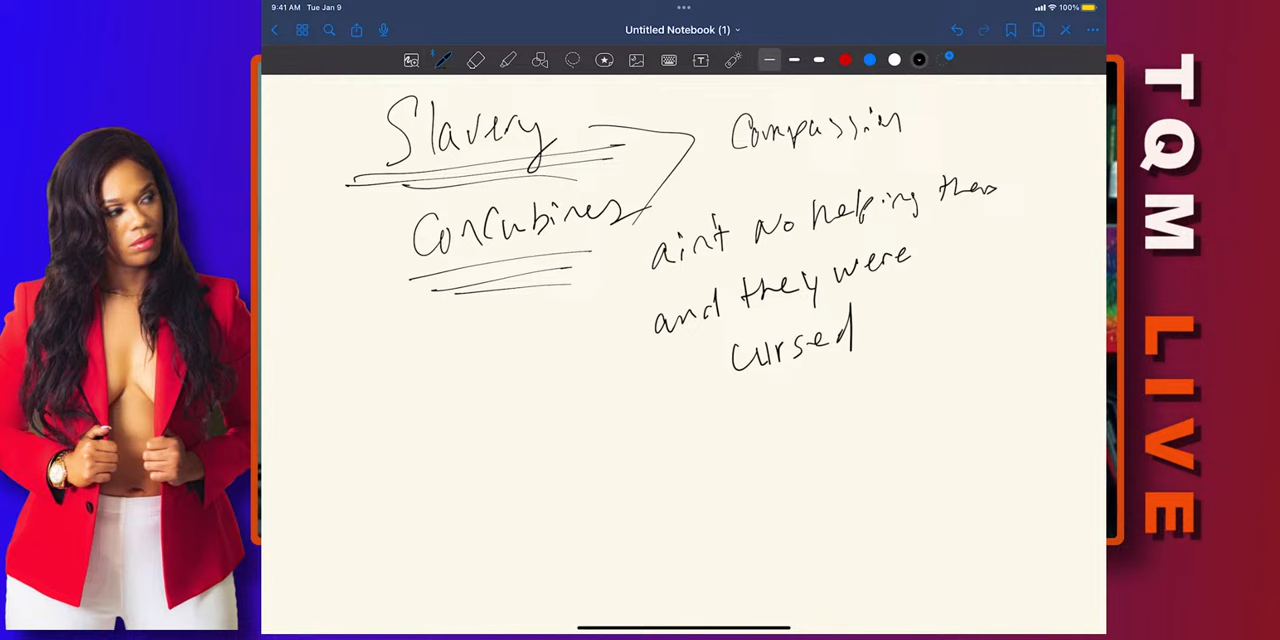 9:41 AM Tue Jan 9
100%
Untitled Notebook (1)
Slavery
Concubines
Compassion
ain't no helping them
and they were
cursed
TQM LIVE